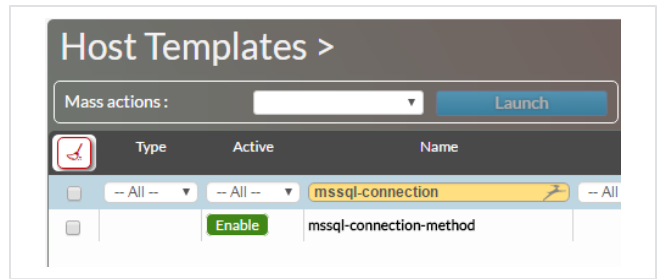 Host Templates >
Mass actions : Launch
Type Active Name
-- All -- -- All -- mssql-connection -- All
Enable mssql-connection-method